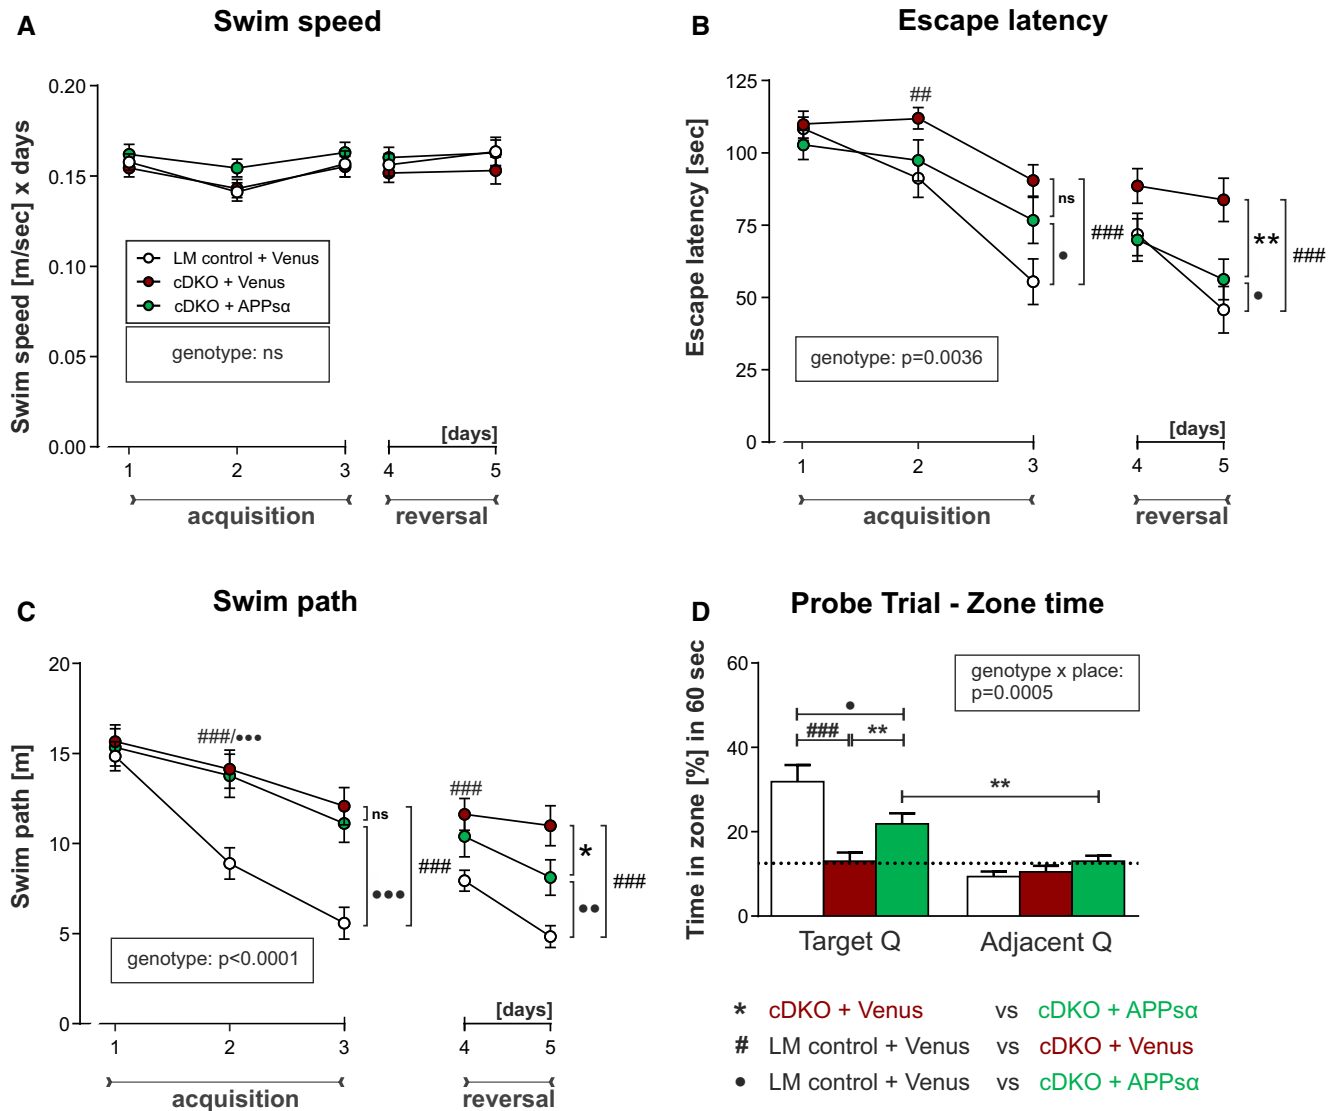 A
Swim speed
Swim speed [m/sec] x days
0.20
0.15
0.10
0.05
0.00
LM control + Venus
cDKO + Venus
cDKO + APPsα
genotype: ns
[days]
1 2 3 4 5
acquisition reversal
B
Escape latency
Escape latency [sec]
125
100
75
50
25
0
##
ns
•
###
**
•
###
genotype: p=0.0036
[days]
1 2 3 4 5
acquisition reversal
C
Swim path
Swim path [m]
20
15
10
5
0
###/•••
ns
•••
###
###
*
••
###
genotype: p<0.0001
[days]
1 2 3 4 5
acquisition reversal
D
Probe Trial - Zone time
Time in zone [%] in 60 sec
60
40
20
0
genotype x place:
p=0.0005
•
### **
**
Target Q Adjacent Q
* cDKO + Venus vs cDKO + APPsα
# LM control + Venus vs cDKO + Venus
• LM control + Venus vs cDKO + APPsα